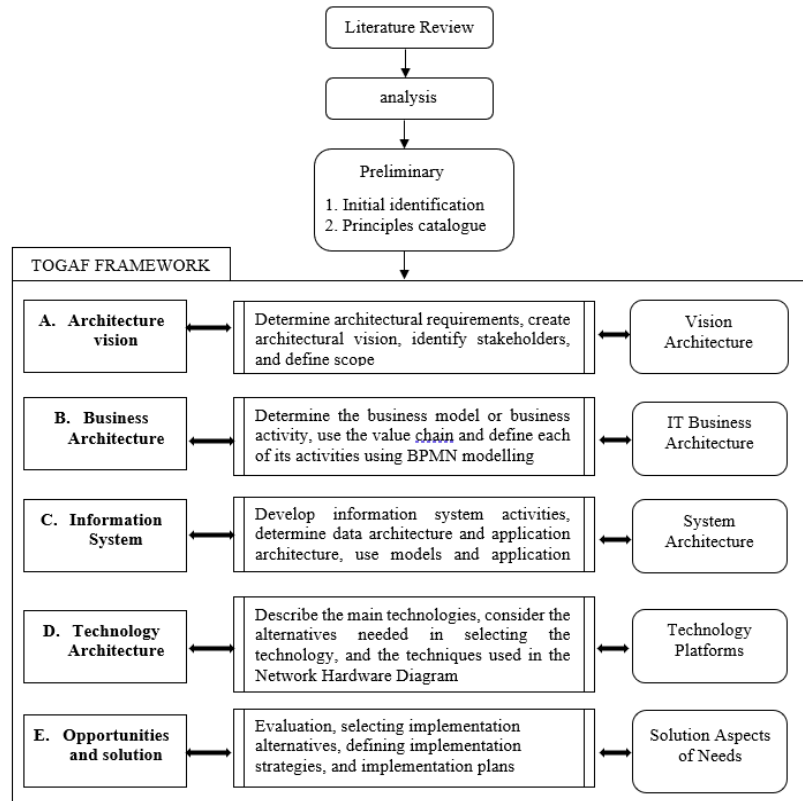 Literature Review
analysis
Preliminary
1. Initial identification
2. Principles catalogue
TOGAF FRAMEWORK
A. Architecture
vision
Determine architectural requirements, create
architectural vision, identify stakeholders,
and define scope
Vision
Architecture
B. Business
Architecture
Determine the business model or business
activity, use the value chain and define each
of its activities using BPMN modelling
IT Business
Architecture
C. Information
System
Develop information system activities,
determine data architecture and application
architecture, use models and application
System
Architecture
D. Technology
Architecture
Describe the main technologies, consider the
alternatives needed in selecting the
technology, and the techniques used in the
Network Hardware Diagram
Technology
Platforms
E. Opportunities
and solution
Evaluation, selecting implementation
alternatives, defining implementation
strategies, and implementation plans
Solution Aspects
of Needs